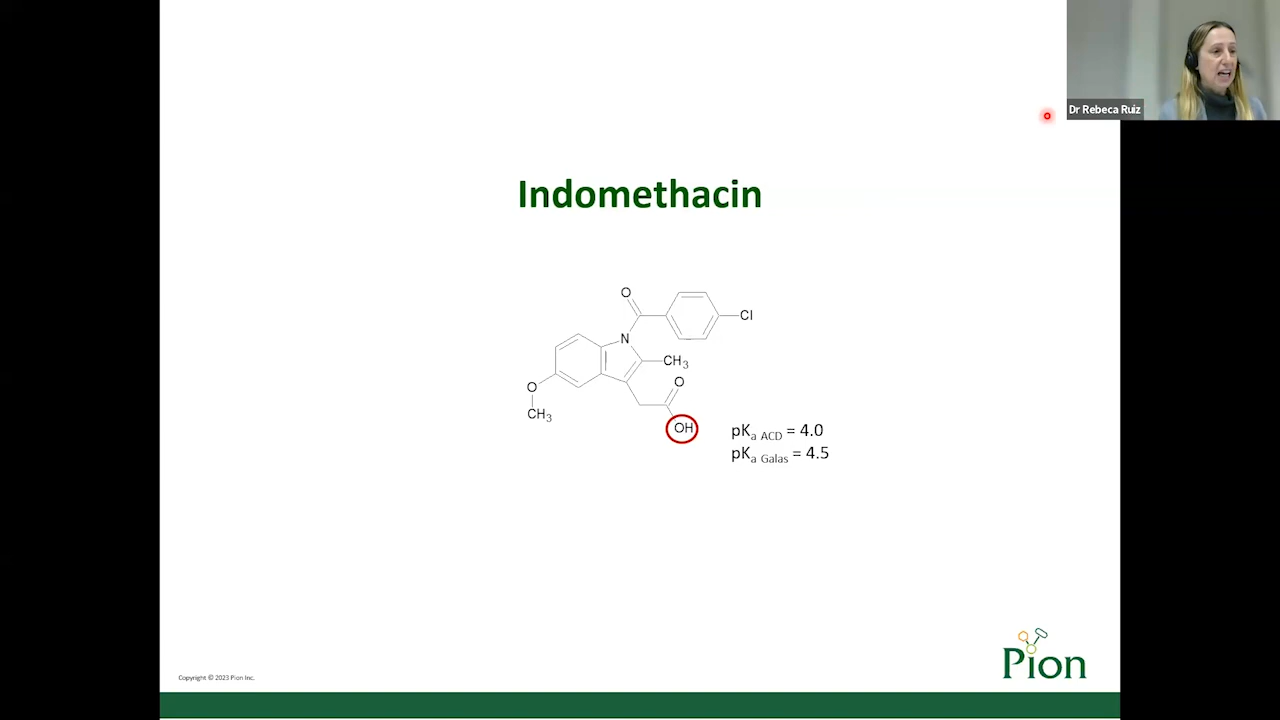 Dr Rebeca Ruiz
Indomethacin
O
Cl
N
CH3
O
O
CH3
OH
pKa ACD = 4.0
pKa Galas = 4.5
Pion
Copyright © 2023 Pion Inc.